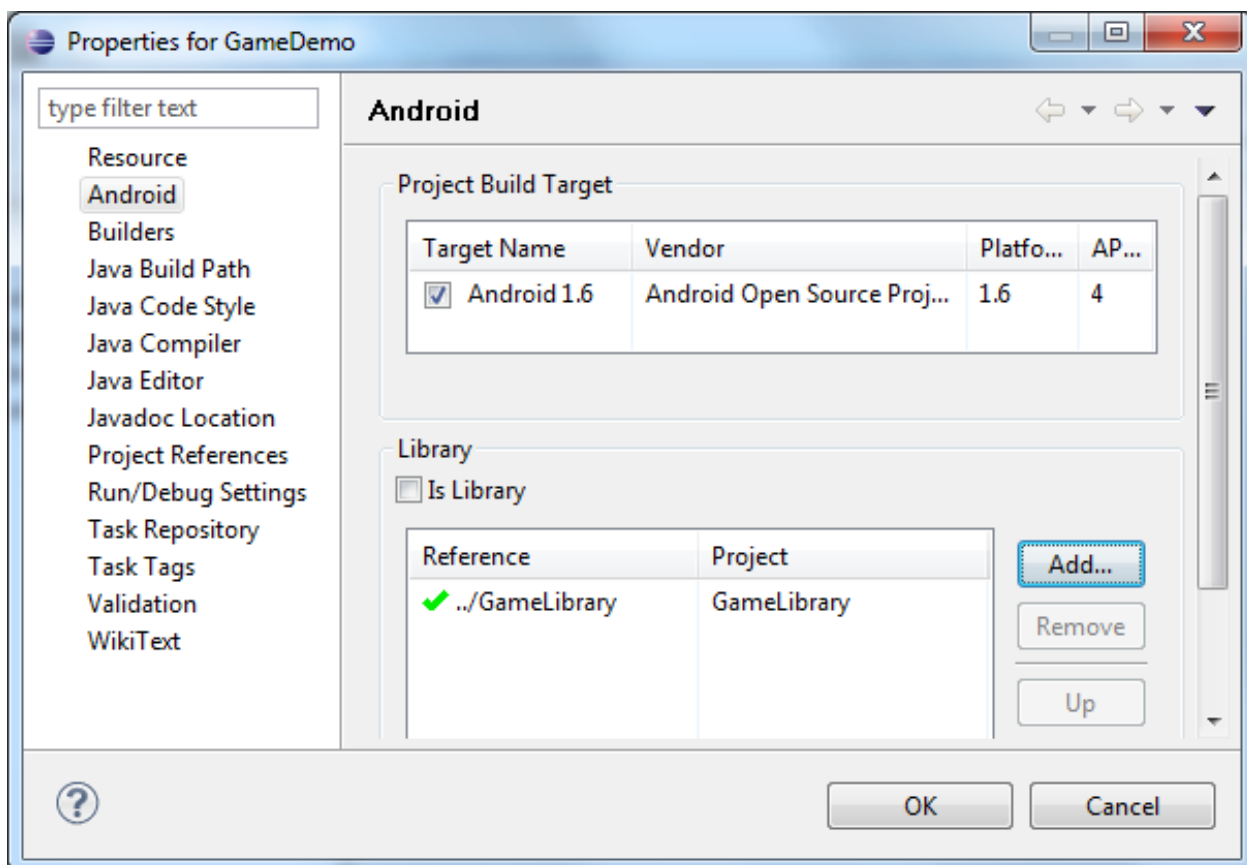 Properties for GameDemo
type filter text
Resource
Android
Builders
Java Build Path
Java Code Style
Java Compiler
Java Editor
Javadoc Location
Project References
Run/Debug Settings
Task Repository
Task Tags
Validation
WikiText
Android
Project Build Target
Target Name Vendor Platfo... AP...
Android 1.6 Android Open Source Proj... 1.6 4
Library
Is Library
Reference Project
../GameLibrary GameLibrary
Add...
Remove
Up
?
OK Cancel